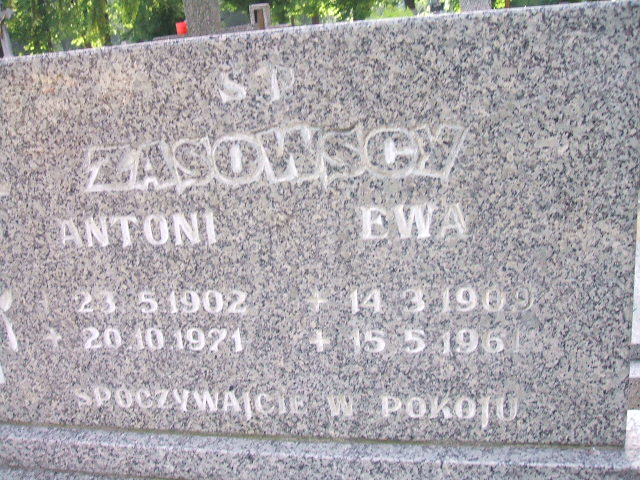 S P
ZASOWSCY
ANTONI EWA
23.5.1902 + 14.3.1909
+ 20.10.1971 + 15.5.1961
SPOCZYWAJCIE W POKOJU